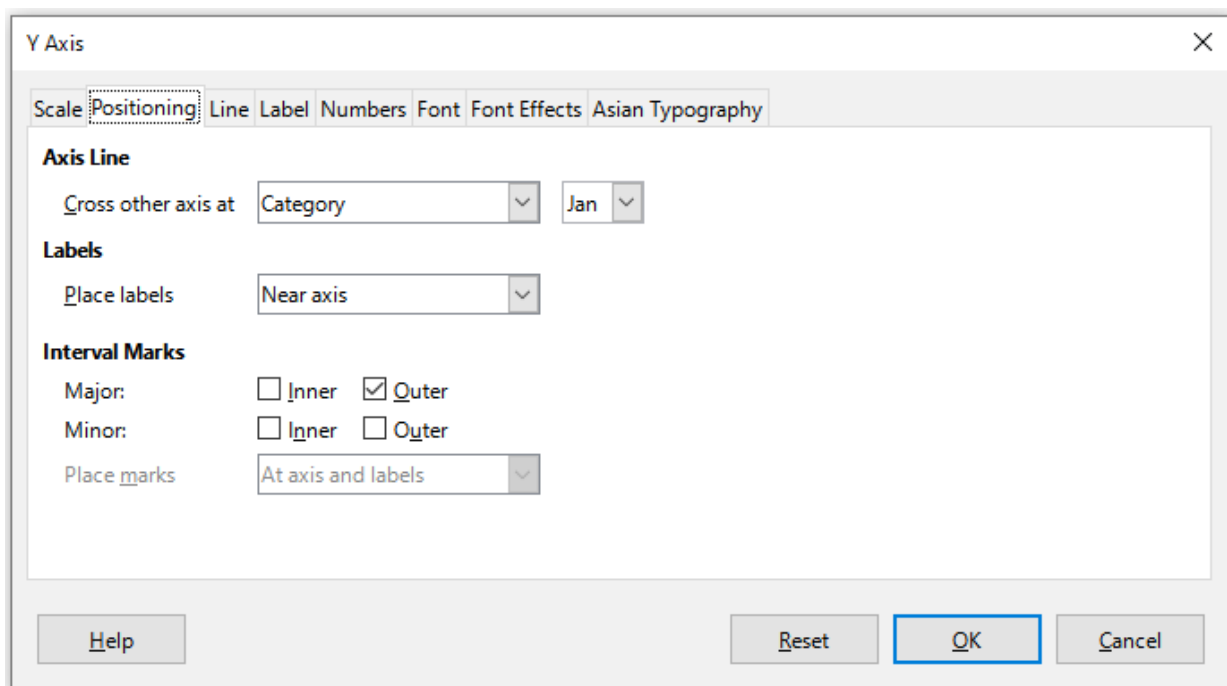 Y Axis
Scale Positioning Line Label Numbers Font Font Effects Asian Typography
Axis Line
Cross other axis at Category Jan
Labels
Place labels Near axis
Interval Marks
Major: Inner Outer
Minor: Inner Outer
Place marks At axis and labels
Help Reset OK Cancel